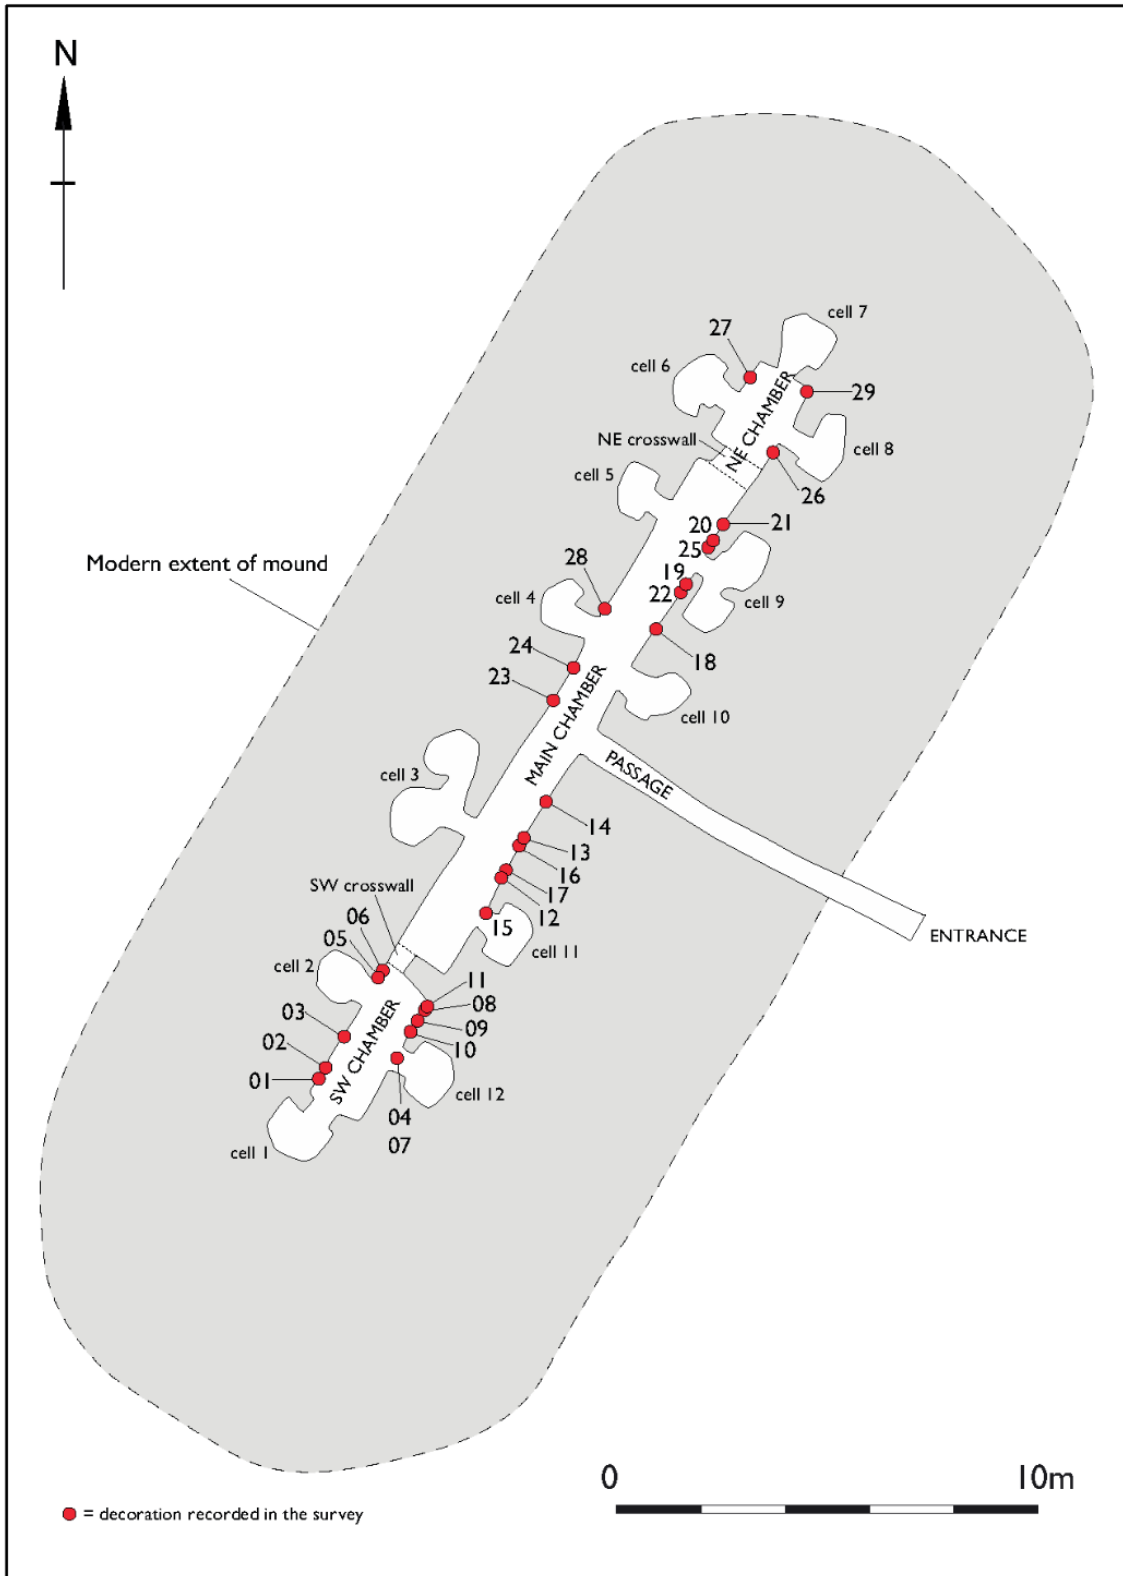 N
cell 7
27
cell 6
29
NE CHAMBER
NE crosswall
cell 8
cell 5
26
20
21
25
Modern extent of mound
28
19
22
cell 9
cell 4
18
24
23
cell 10
MAIN CHAMBER
PASSAGE
cell 3
14
13
16
17
SW crosswall
12
15
06
05
ENTRANCE
cell 11
cell 2
11
08
03
09
02
10
01
SW CHAMBER
cell 12
04
07
cell 1
0 10m
= decoration recorded in the survey